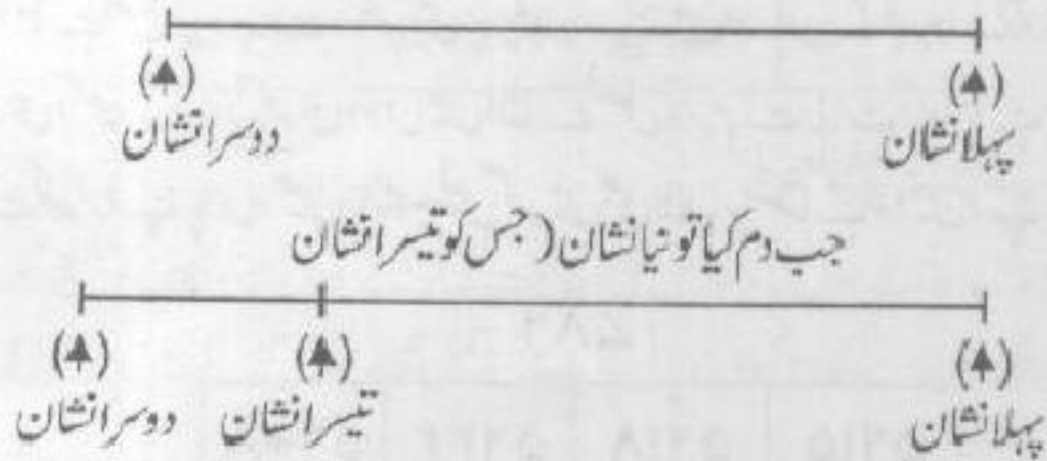 (↑) (↑)
پہلا نشان دوسرا نشان
جب دم کیا تو نیا نشان (جس کو تیسرا نشان
(↑) (↑) (↑)
پہلا نشان تیسرا نشان دوسرا نشان